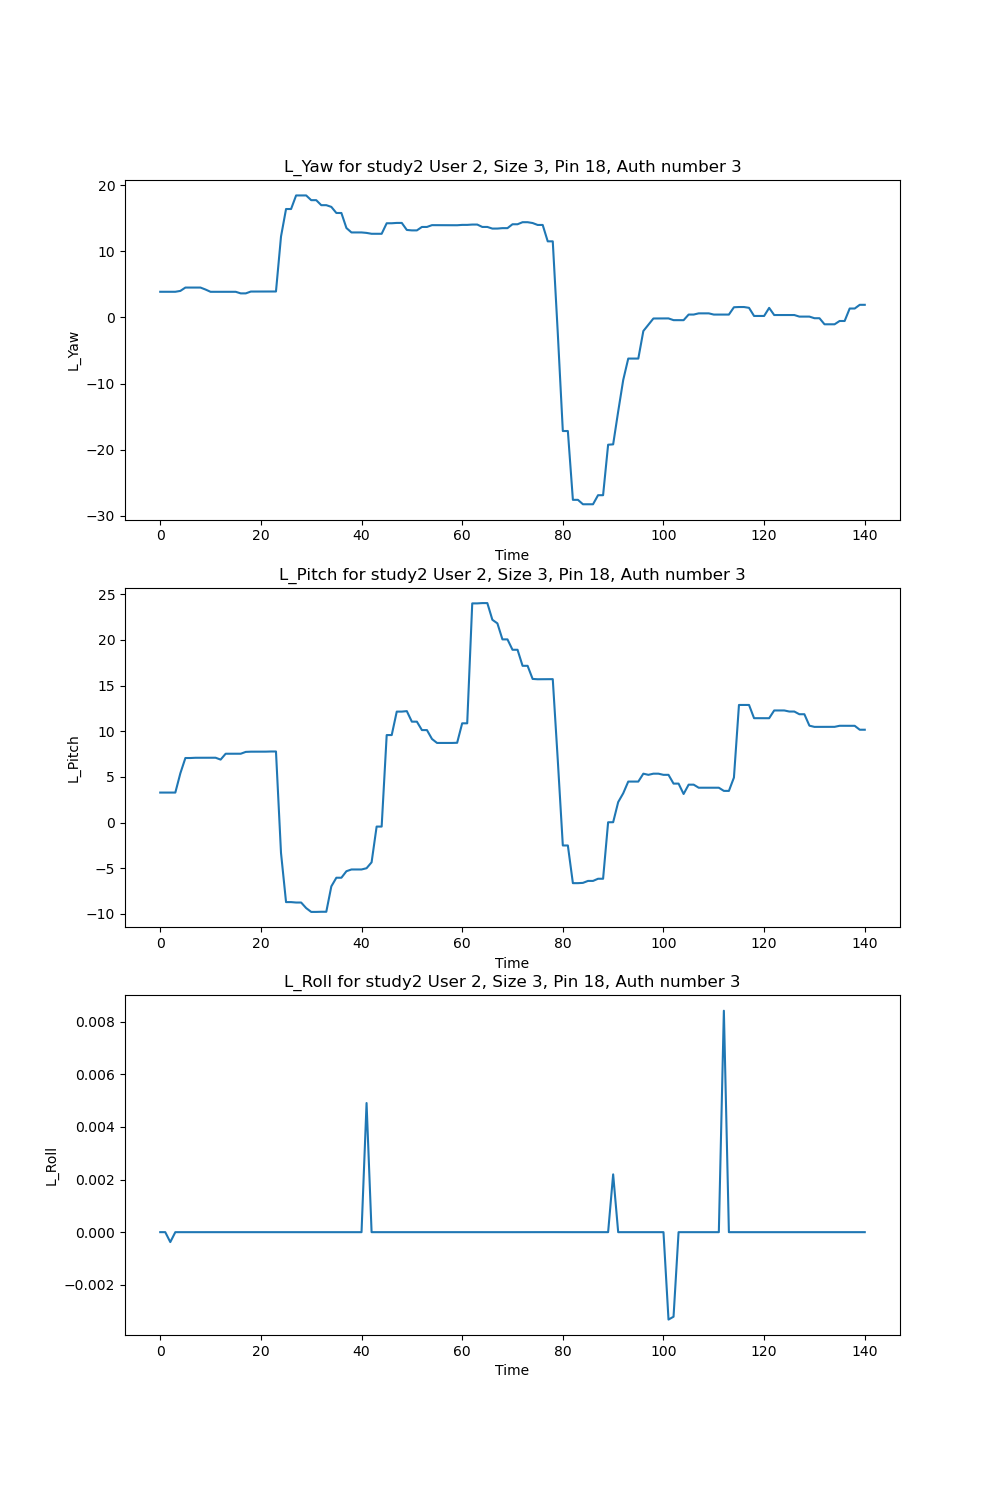 L_Yaw for study2 User 2, Size 3, Pin 18, Auth number 3
20
10
0
−10
−20
−30
L_Yaw
0 20 40 60 80 100 120 140
Time
L_Pitch for study2 User 2, Size 3, Pin 18, Auth number 3
25
20
15
10
5
0
−5
−10
L_Pitch
0 20 40 60 80 100 120 140
Time
L_Roll for study2 User 2, Size 3, Pin 18, Auth number 3
0.008
0.006
0.004
0.002
0.000
−0.002
L_Roll
0 20 40 60 80 100 120 140
Time